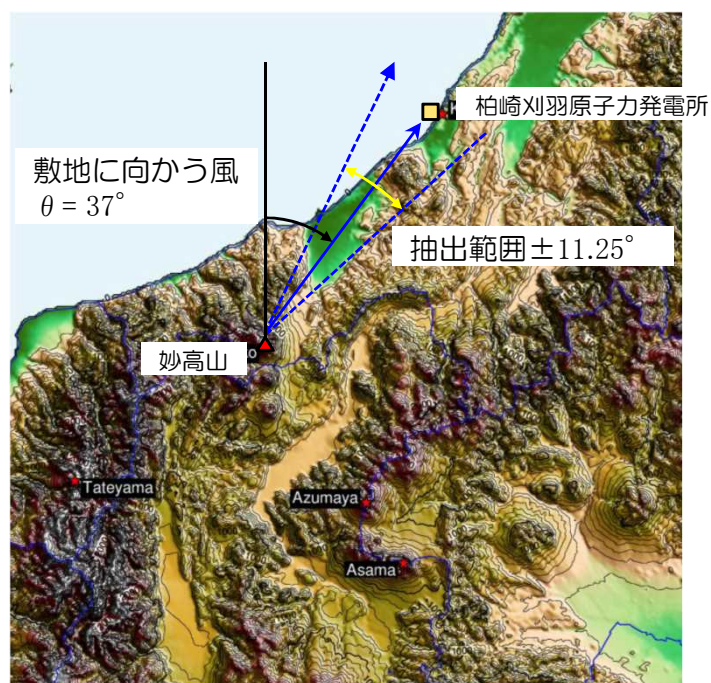 柏崎刈羽原子力発電所
敷地に向かう風
θ = 37°
抽出範囲±11.25°
妙高山
Tateyama
Azumaya
Asama